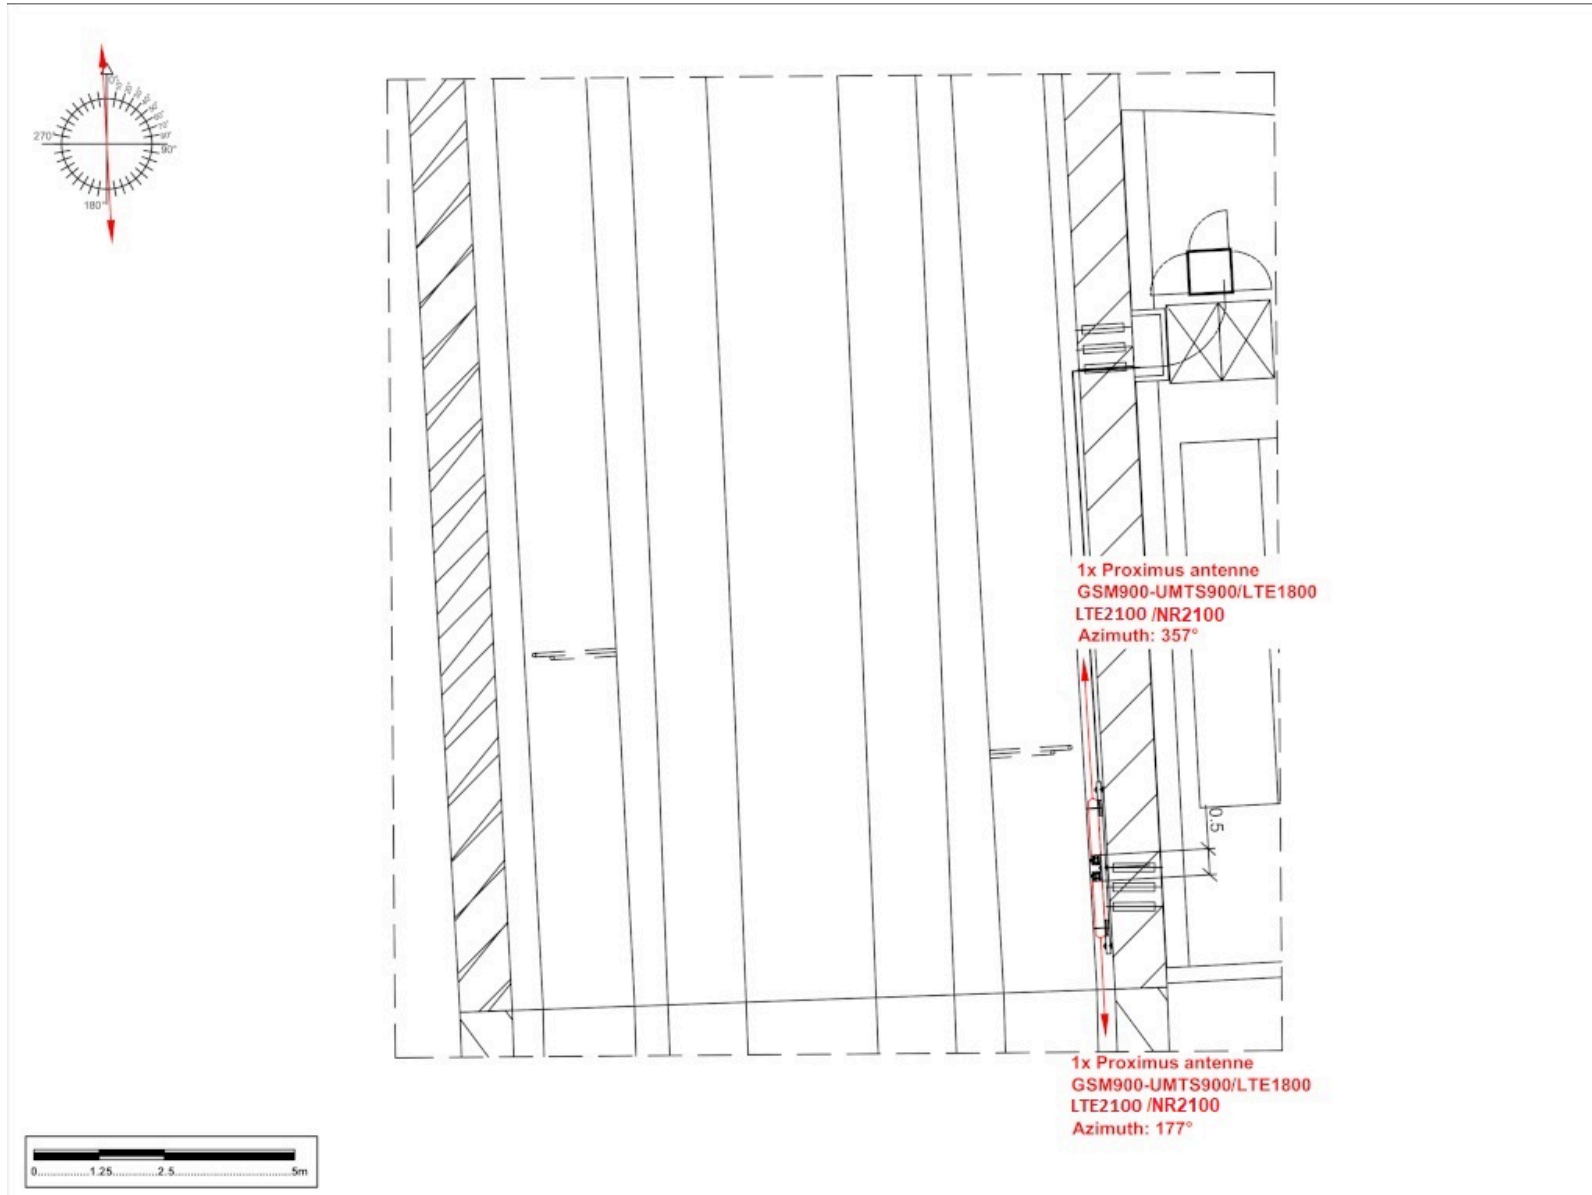 0°
270°
90°
180°
1x Proximus antenne
GSM900-UMTS900/LTE1800
LTE2100 /NR2100
Azimuth: 357°
0.5
1x Proximus antenne
GSM900-UMTS900/LTE1800
LTE2100 /NR2100
Azimuth: 177°
0 1.25 2.5 5m